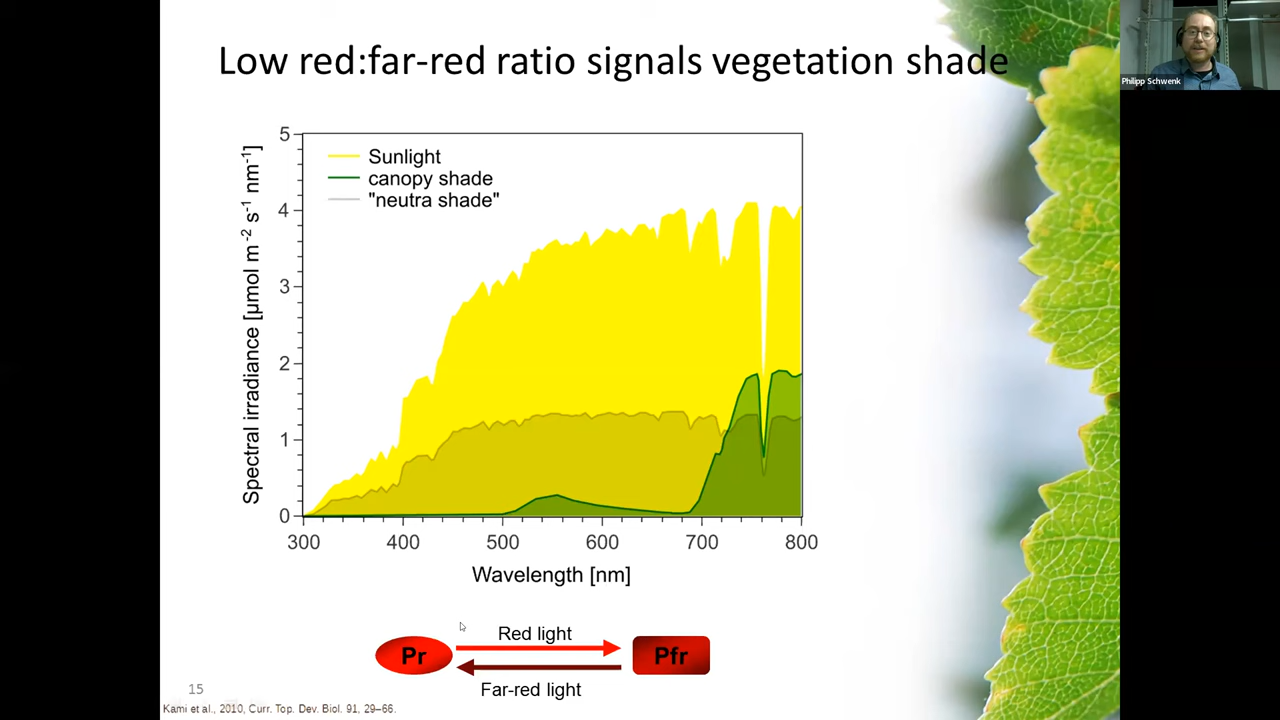 Low red:far-red ratio signals vegetation shade
Philipp Schwenk
5
4
3
2
1
0
Spectral irradiance [μmol m-2 s-1 nm-1]
Sunlight
canopy shade
"neutra shade"
300 400 500 600 700 800
Wavelength [nm]
Red light
Pr
Pfr
Far-red light
15
Kami et al., 2010, Curr. Top. Dev. Biol. 91, 29–66.